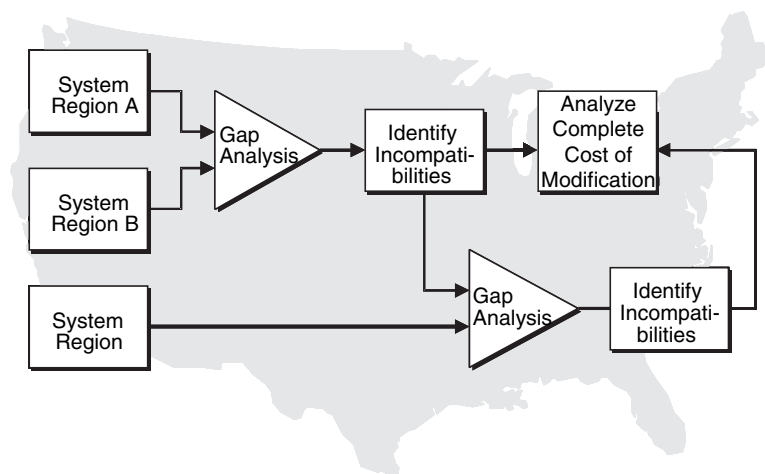 System
Region A
System
Region B
System
Region
Gap
Analysis
Identify
Incompati-
bilities
Analyze
Complete
Cost of
Modification
Gap
Analysis
Identify
Incompati-
bilities